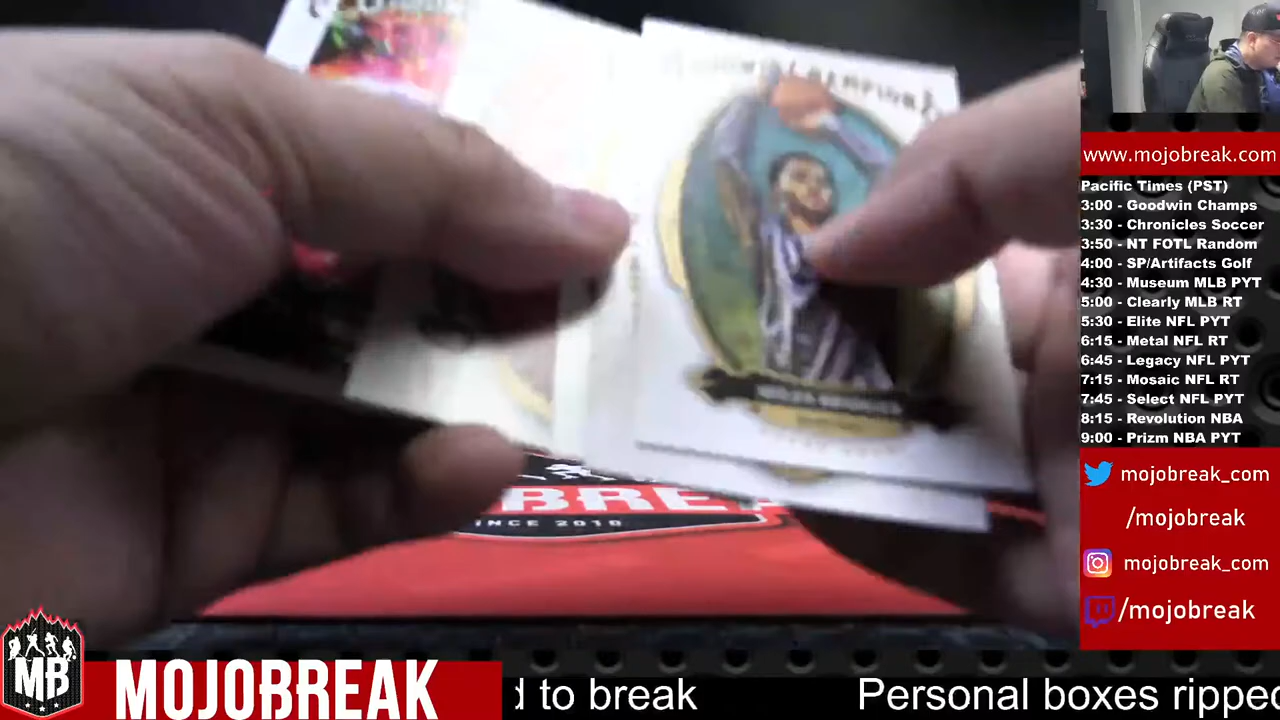 www.mojobreak.com
Pacific Times (PST)
3:00 - Goodwin Champs
3:30 - Chronicles Soccer
3:50 - NT FOTL Random
4:00 - SP/Artifacts Golf
4:30 - Museum MLB PYT
5:00 - Clearly MLB RT
5:30 - Elite NFL PYT
6:15 - Metal NFL RT
6:45 - Legacy NFL PYT
7:15 - Mosaic NFL RT
7:45 - Select NFL PYT
8:15 - Revolution NBA
9:00 - Prizm NBA PYT
mojobreak_com
/mojobreak
mojobreak_com
/mojobreak
OBRE
INCE 2010
MB
MOJOBREAK
d to break Personal boxes ripped